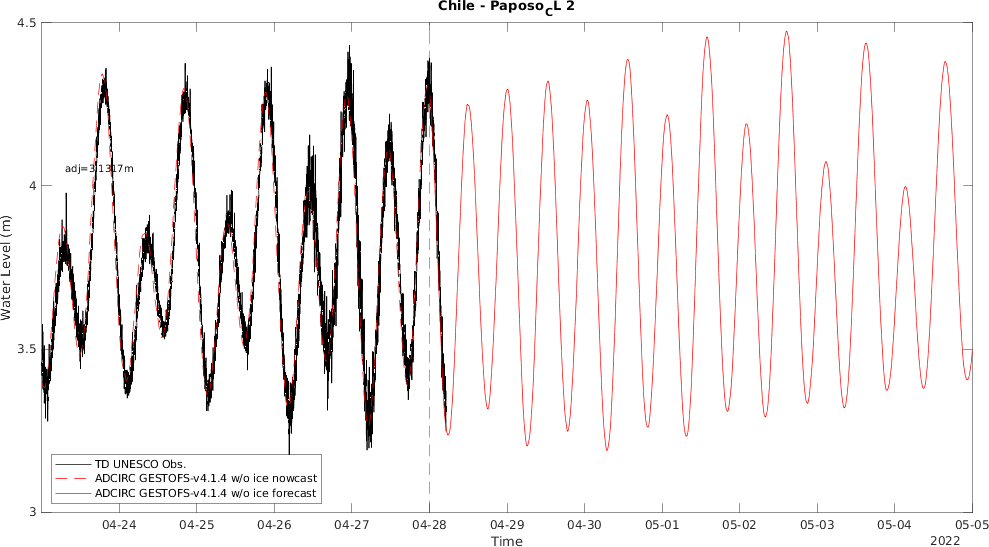 Chile - Paposo_CL 2
4.5
4
3.5
3
Water Level (m)
adj=3.1317m
TD UNESCO Obs.
ADCIRC GESTOFS-v4.1.4 w/o ice nowcast
ADCIRC GESTOFS-v4.1.4 w/o ice forecast
04-24 04-25 04-26 04-27 04-28 04-29 04-30 05-01 05-02 05-03 05-04 05-05
Time
2022